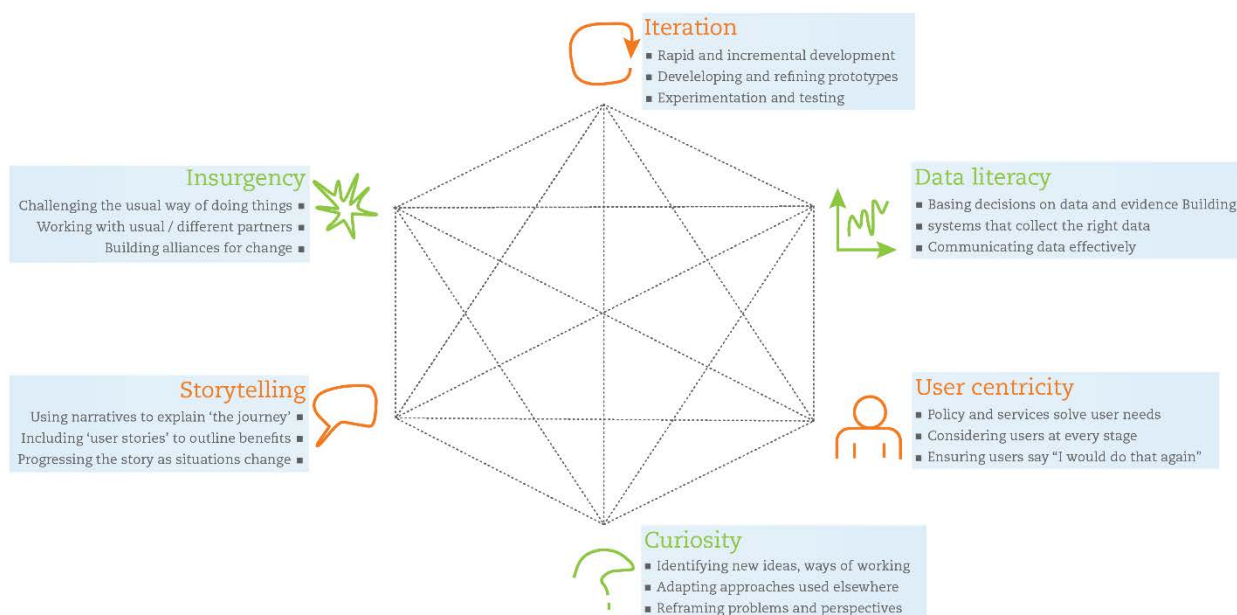 Iteration
▪ Rapid and incremental development
▪ Develeloping and refining prototypes
▪ Experimentation and testing
Insurgency
Challenging the usual way of doing things ▪
Working with usual / different partners ▪
Building alliances for change ▪
Data literacy
▪ Basing decisions on data and evidence Building
▪ systems that collect the right data
▪ Communicating data effectively
Storytelling
Using narratives to explain ‘the journey’ ▪
Including ‘user stories’ to outline benefits ▪
Progressing the story as situations change ▪
User centricity
▪ Policy and services solve user needs
▪ Considering users at every stage
▪ Ensuring users say “I would do that again”
Curiosity
▪ Identifying new ideas, ways of working
▪ Adapting approaches used elsewhere
▪ Reframing problems and perspectives